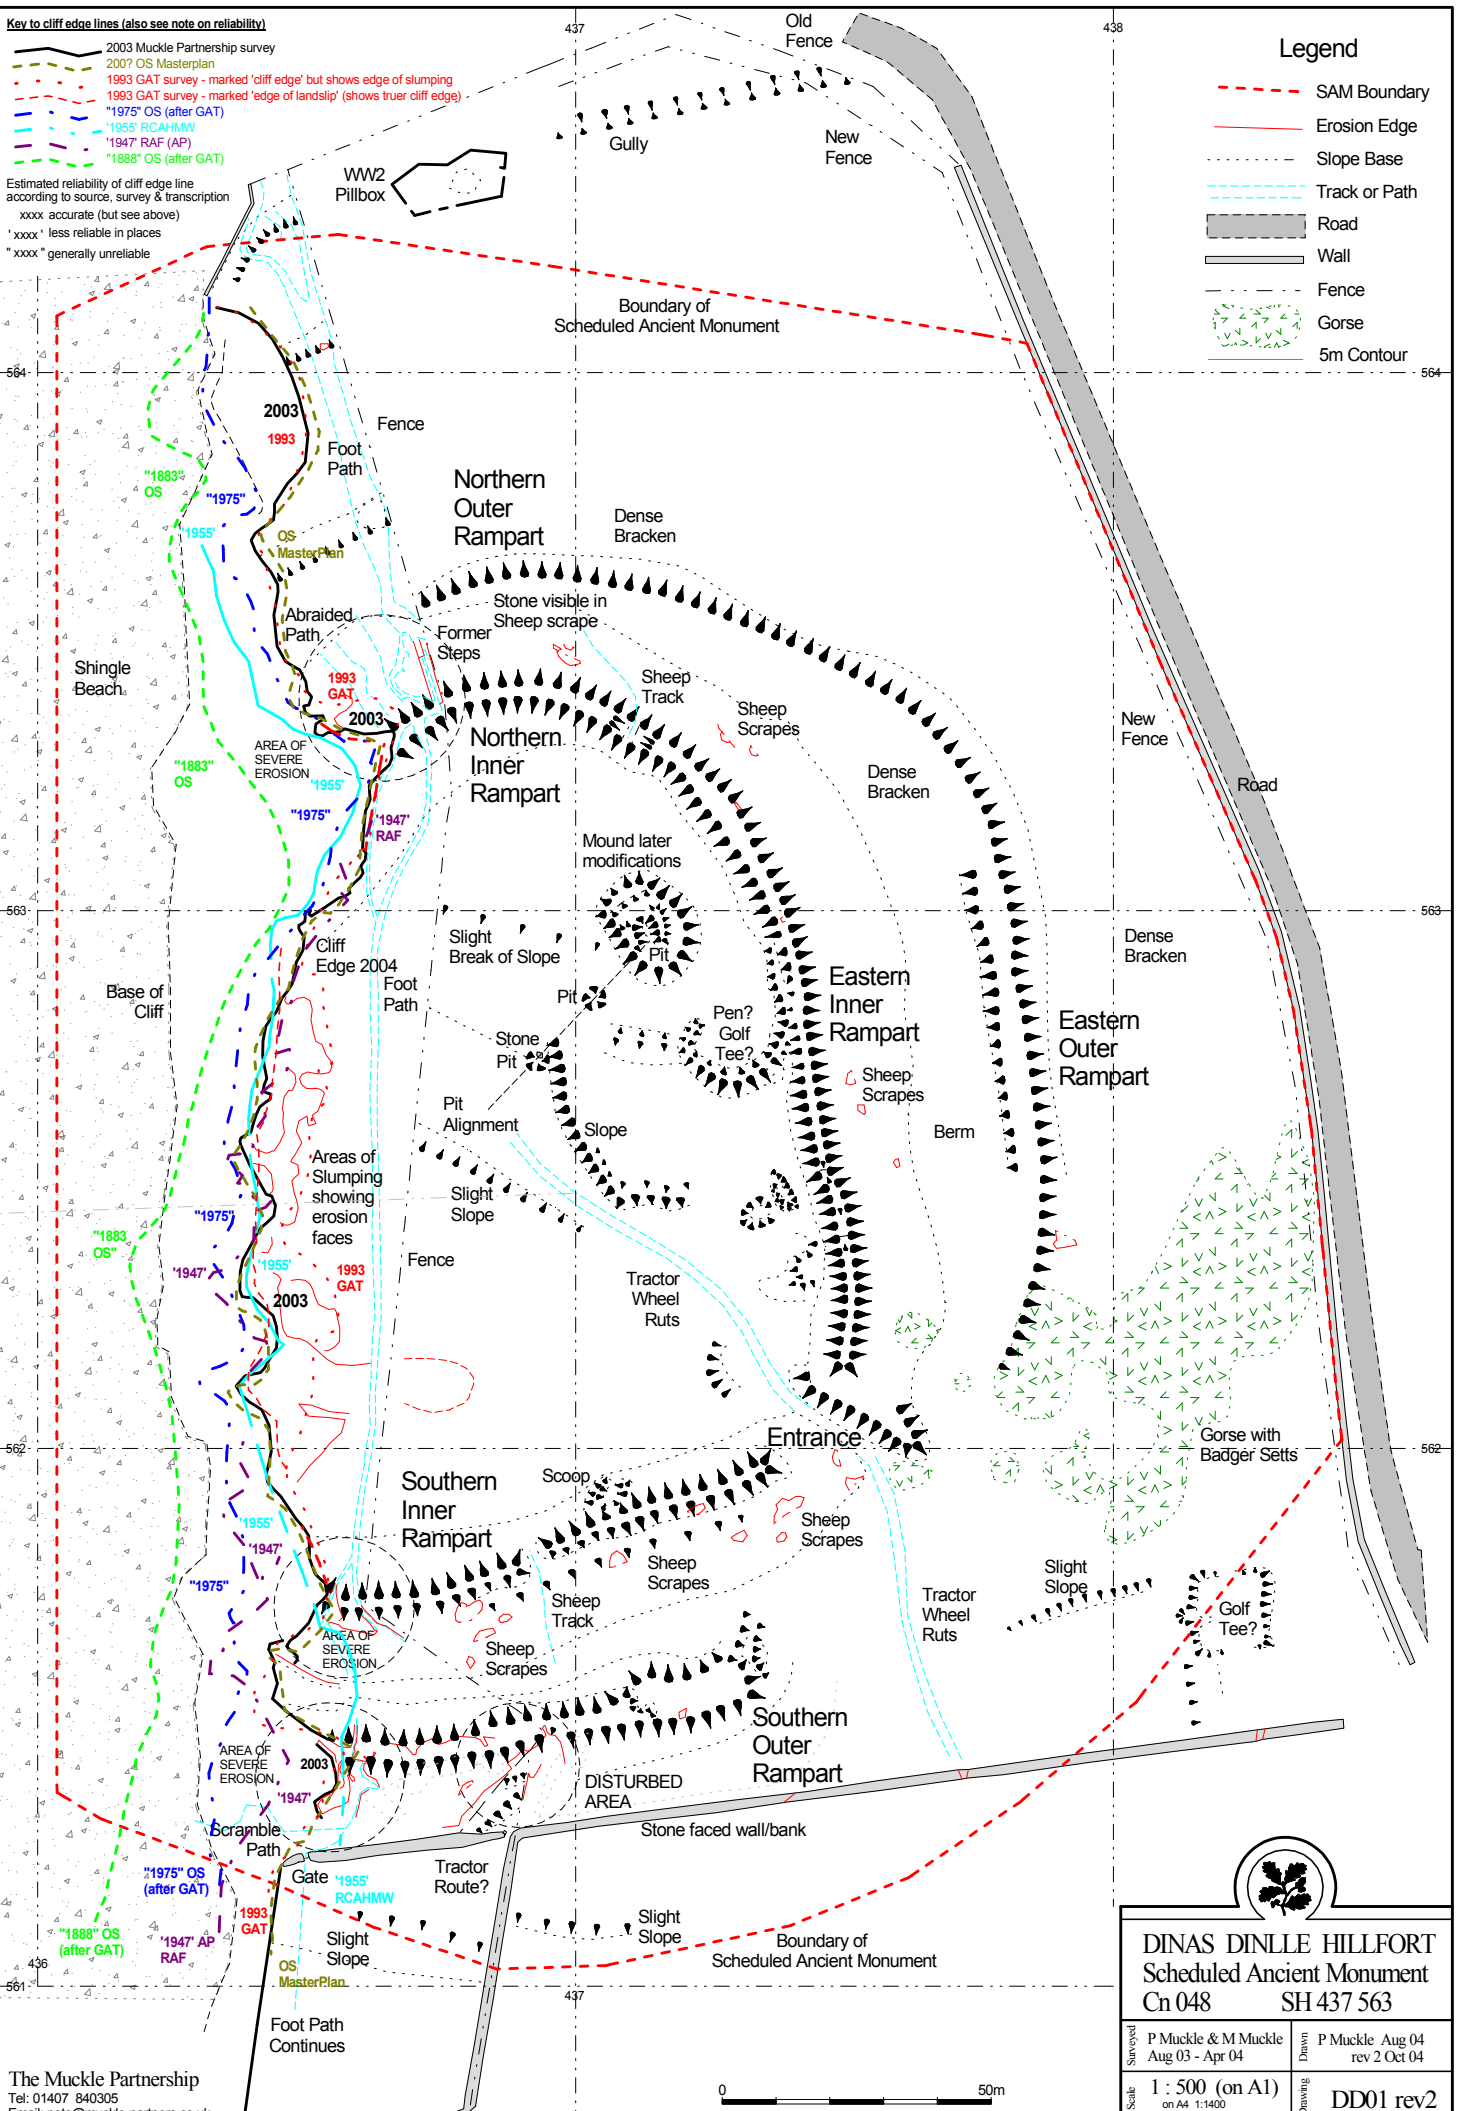 Key to cliff edge lines (also see note on reliability)
2003 Muckle Partnership survey
200? OS Masterplan
1993 GAT survey - marked 'cliff edge' but shows edge of slumping
1993 GAT survey - marked 'edge of landslip' (shows truer cliff edge)
"1975" OS (after GAT)
'1955' RCAHMW
'1947' RAF (AP)
"1888" OS (after GAT)
Estimated reliability of cliff edge line
according to source, survey & transcription
xxxx accurate (but see above)
' xxxx ' less reliable in places
" xxxx " generally unreliable
437
438
Old
Fence
Legend
SAM Boundary
Erosion Edge
Slope Base
Track or Path
Road
Wall
Fence
Gorse
5m Contour
Gully
New
Fence
WW2
Pillbox
Boundary of
Scheduled Ancient Monument
564
564
2003
1993
Fence
Foot
Path
"1883"
OS
"1975"
'1955'
OS
MasterPlan
Northern
Outer
Rampart
Dense
Bracken
Stone visible in
Sheep scrape
Abraided
Path
Former
Steps
Shingle
Beach
1993
GAT
2003
Sheep
Track
Sheep
Scrapes
New
Fence
AREA OF
SEVERE
EROSION
Northern
Inner
Rampart
"1883"
OS
'1955'
"1975"
'1947'
RAF
Dense
Bracken
Road
Mound later
modifications
563
Slight
Break of Slope
Pit
Cliff
Edge 2004
Foot
Path
Dense
Bracken
Base of
Cliff
Pit
Eastern
Inner
Rampart
Pen?
Golf
Tee?
Stone
Pit
Eastern
Outer
Rampart
Sheep
Scrapes
Pit
Alignment
Slope
Berm
Areas of
Slumping
showing
erosion
faces
Slight
Slope
"1975"
"1883
OS"
Fence
'1947'
'1955'
1993
GAT
2003
Tractor
Wheel
Ruts
Entrance
Gorse with
Badger Setts
562
562
Southern
Inner
Rampart
Scoop
Sheep
Scrapes
'1955'
'1947'
"1975"
Sheep
Scrapes
Slight
Slope
Sheep
Track
Tractor
Wheel
Ruts
Golf
Tee?
AREA OF
SEVERE
EROSION
Sheep
Scrapes
Southern
Outer
Rampart
AREA OF
SEVERE
EROSION
2003
'1947'
DISTURBED
AREA
Stone faced wall/bank
Scramble
Path
Gate
Tractor
Route?
"1975" OS
(after GAT)
'1955'
RCAHMW
1993
GAT
"1888" OS
(after GAT)
'1947' AP
RAF
Slight
Slope
Slight
Slope
Boundary of
Scheduled Ancient Monument
436
561
OS
MasterPlan
437
Foot Path
Continues
DINAS DINLLE HILLFORT
Scheduled Ancient Monument
Cn 048 SH 437 563
Surveyed
P Muckle & M Muckle
Aug 03 - Apr 04
Drawn
P Muckle Aug 04
rev 2 Oct 04
Scale
1 : 500 (on A1)
on A4 1:1400
Drawing
DD01 rev2
The Muckle Partnership
Tel: 01407 840305
0
50m